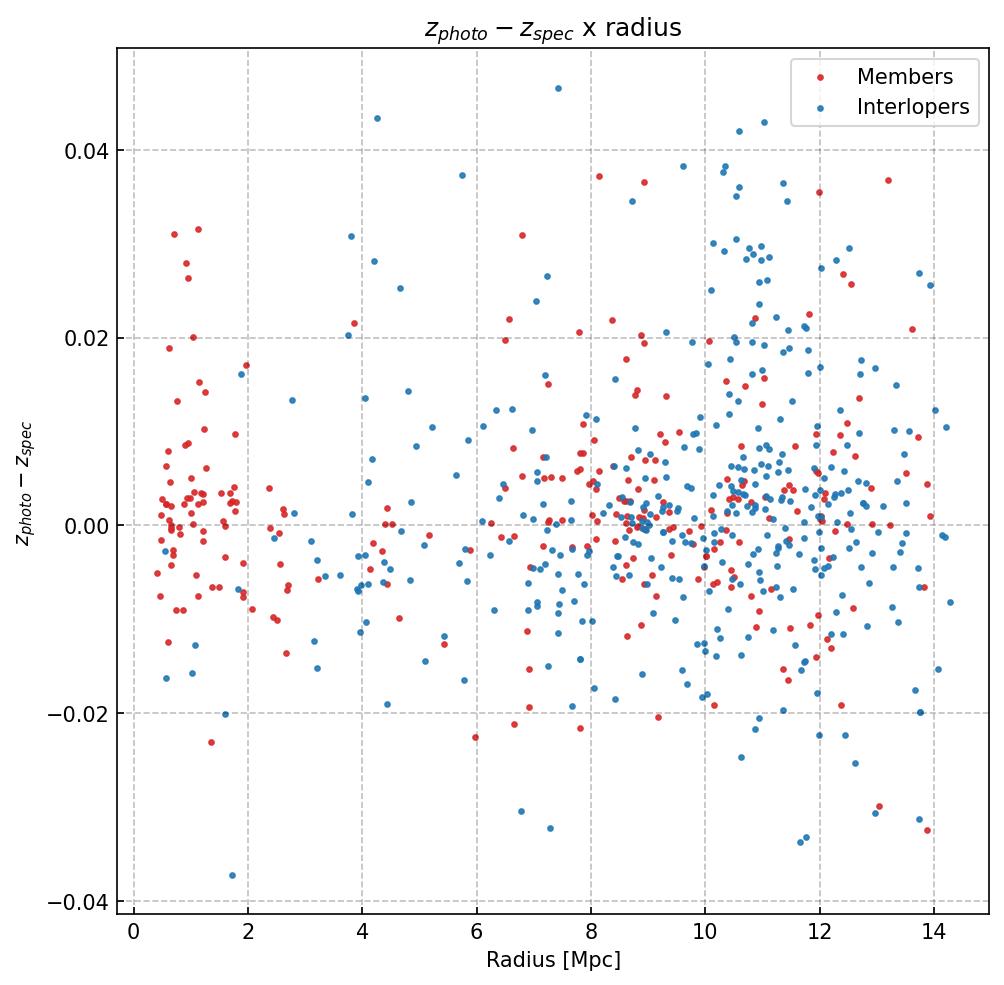 z_photo − z_spec x radius
Members
Interlopers
0.04
0.02
0.00
−0.02
−0.04
z_photo − z_spec
0 2 4 6 8 10 12 14
Radius [Mpc]